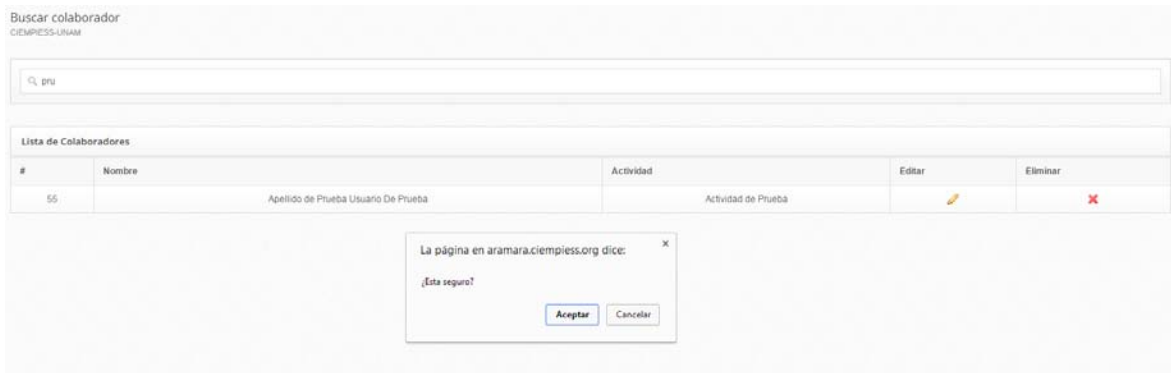 Buscar colaborador
CIEMPIESS-UNAM
pru
Lista de Colaboradores
# Nombre Actividad Editar Eliminar
55 Apellido de Prueba Usuario De Prueba Actividad de Prueba
La página en aramara.ciempiess.org dice: x
¿Esta seguro?
Aceptar Cancelar